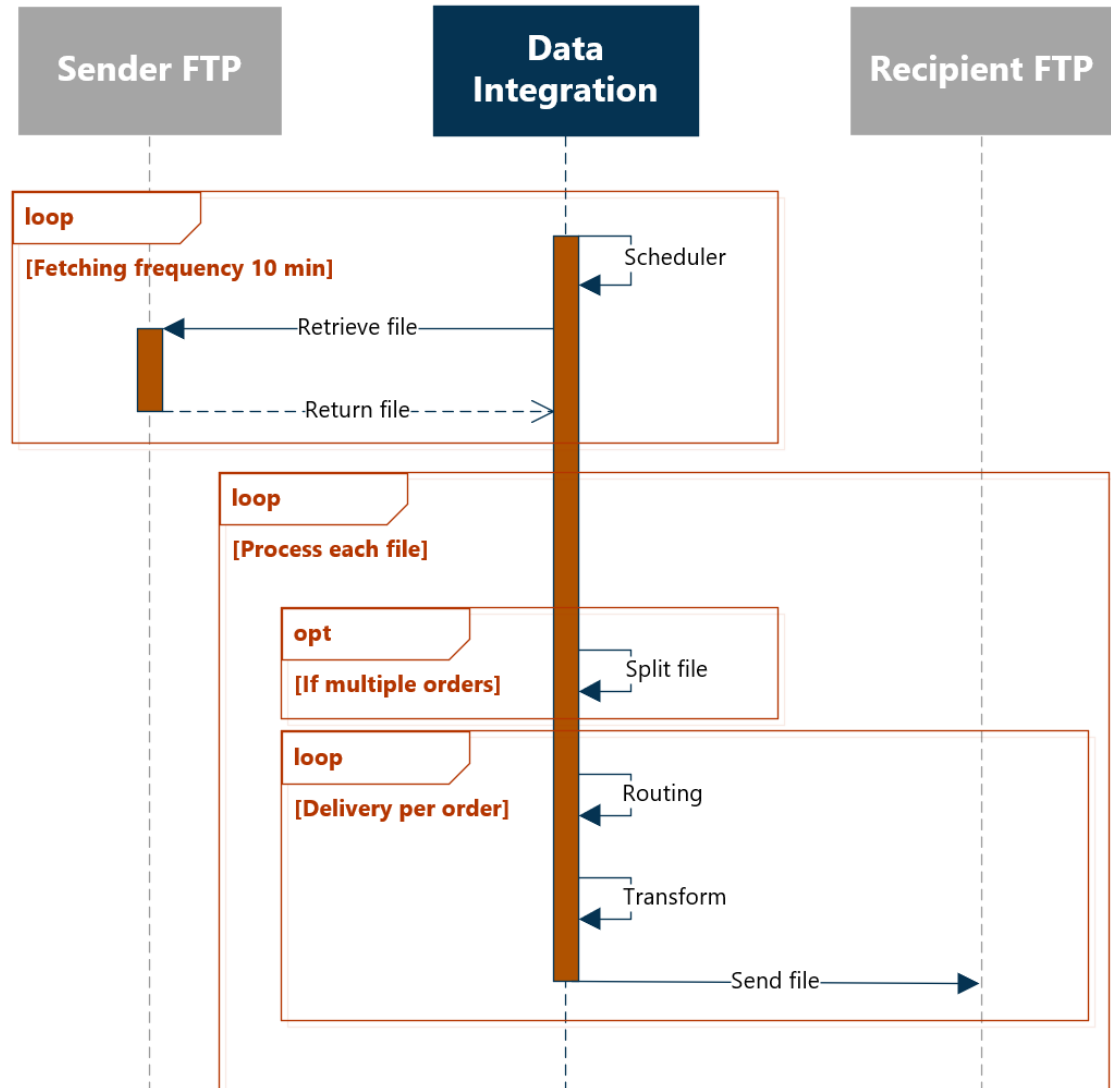 Sender FTP
Data
Integration
Recipient FTP
loop
[Fetching frequency 10 min]
Scheduler
Retrieve file
Return file
loop
[Process each file]
opt
[If multiple orders]
Split file
loop
[Delivery per order]
Routing
Transform
Send file